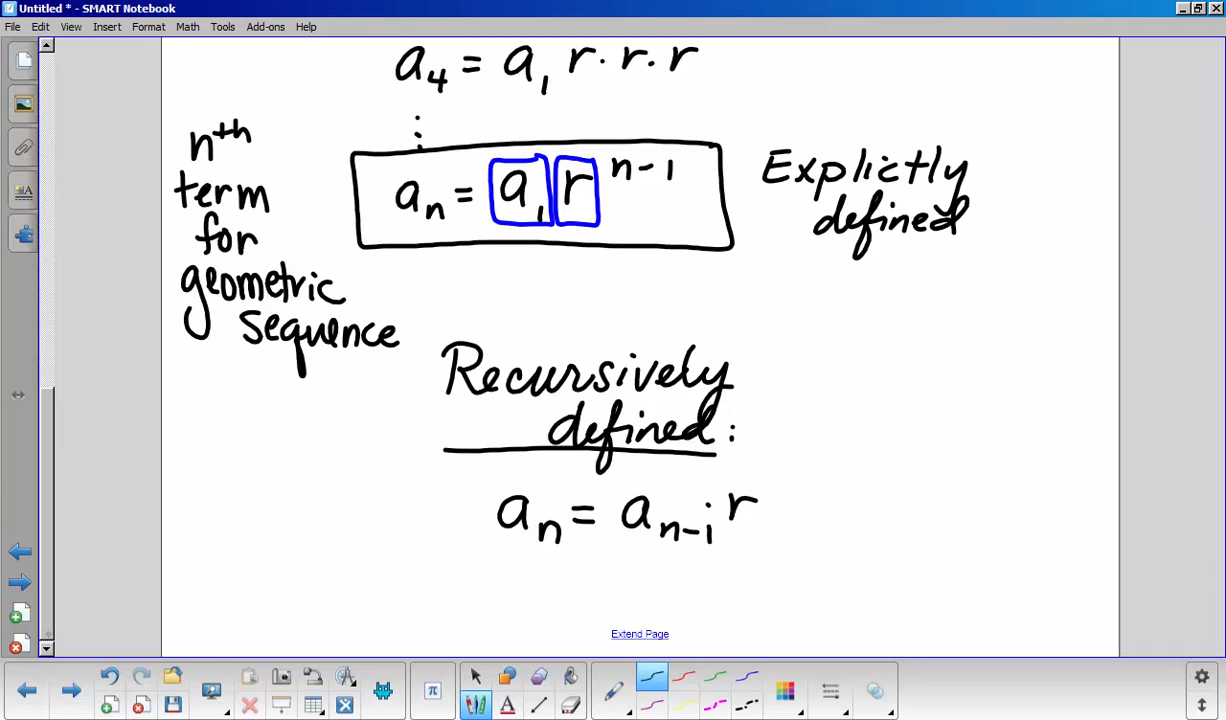 Untitled * - SMART Notebook
File Edit View Insert Format Math Tools Add-ons Help
a₄ = a₁ r · r · r
⋮
nᵗʰ
term
for
geometric
sequence
aₙ = a₁ r ⁿ⁻¹
Explictly
defined
Recursively
defined:
aₙ = aₙ₋₁ r
Extend Page
π
A